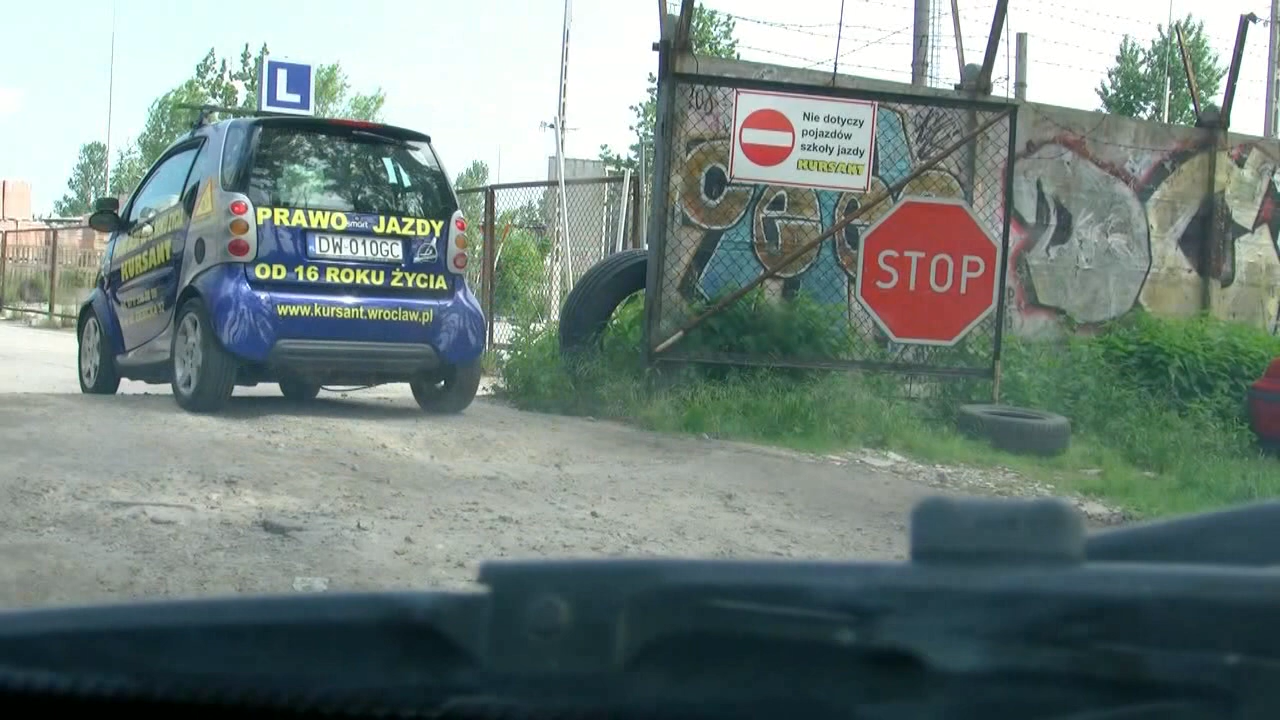 L
PRAWO smart JAZDY
DW 010GC
OD 16 ROKU ŻYCIA
www.kursant.wroclaw.pl
KURSANT
Nie dotyczy
pojazdów
szkoły jazdy
KURSANT
STOP